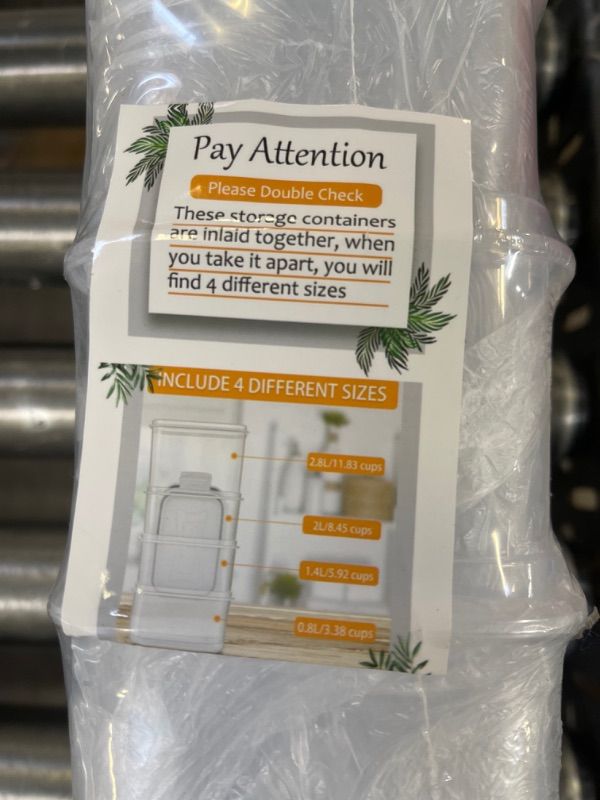 Pay Attention
Please Double Check
These storage containers
are inlaid together, when
you take it apart, you will
find 4 different sizes
INCLUDE 4 DIFFERENT SIZES
2.8L/11.83 cups
2L/8.45 cups
1.4L/5.92 cups
0.8L/3.38 cups